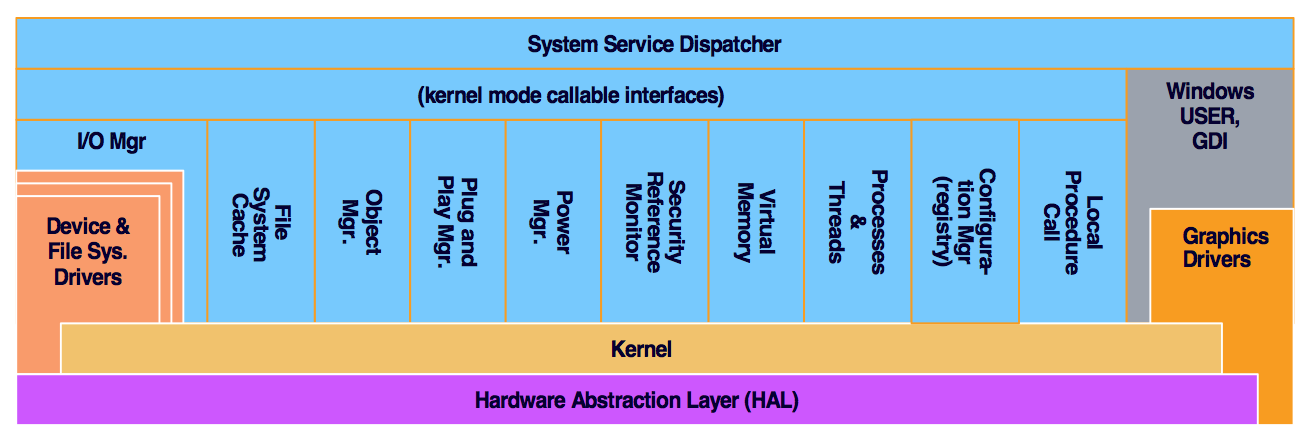 System Service Dispatcher
(kernel mode callable interfaces)
Windows
USER,
GDI
I/O Mgr
Device &
File Sys.
Drivers
File
System
Cache
Object
Mgr.
Plug and
Play Mgr.
Power
Mgr.
Security
Reference
Monitor
Virtual
Memory
Processes
&
Threads
Configura-
tion Mgr
(registry)
Local
Procedure
Call
Graphics
Drivers
Kernel
Hardware Abstraction Layer (HAL)